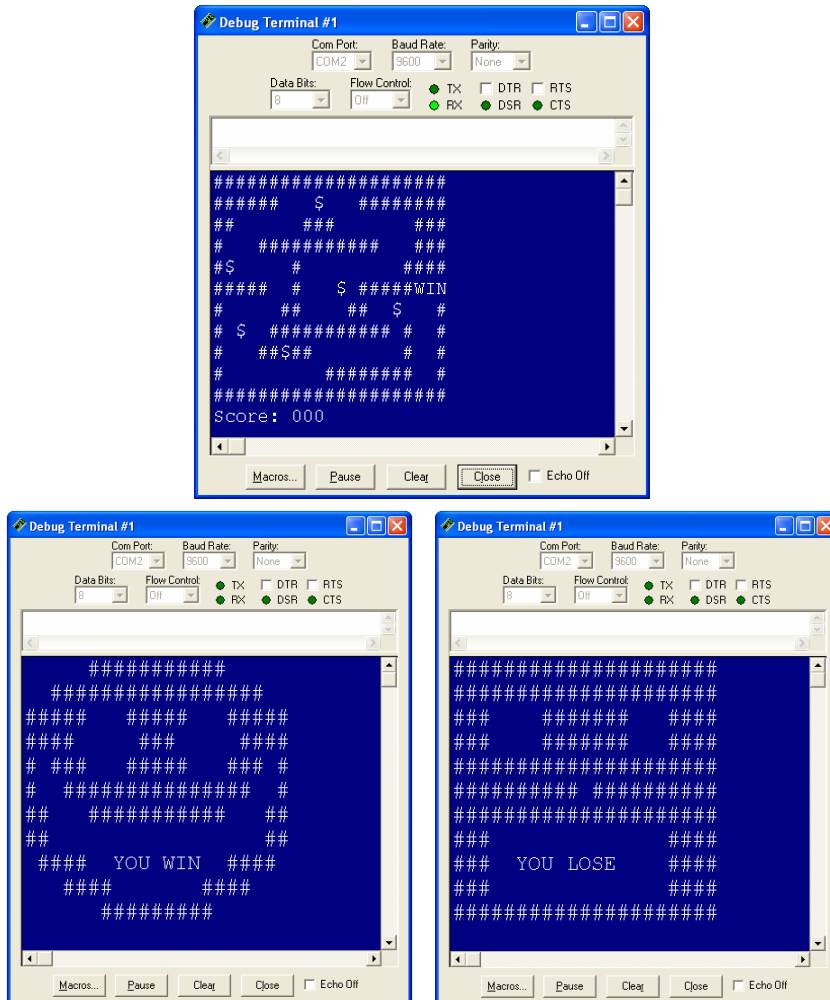 Debug Terminal #1
Com Port: Baud Rate: Parity:
COM2 9600 None
Data Bits: Flow Control: TX DTR RTS
8 Off RX DSR CTS
#####################
######   $   ########
##      ###       ###
#   ###########   ###
#$     #         ####
#####  #   $ #####WIN
#     ##    ##  $   #
# $  ########### #  #
#   ##$##        #  #
#         ########  #
#####################
Score: 000
Macros... Pause Clear Close Echo Off
Debug Terminal #1
Com Port: Baud Rate: Parity:
COM2 9600 None
Data Bits: Flow Control: TX DTR RTS
8 Off RX DSR CTS
     ###########
  #################
#####   #####   #####
####     ###     ####
# ###   #####   ### #
#  ###############  #
##   ###########   ##
##                 ##
 ####  YOU WIN  ####
   ####       ####
      #########
Macros... Pause Clear Close Echo Off
Debug Terminal #1
Com Port: Baud Rate: Parity:
COM2 9600 None
Data Bits: Flow Control: TX DTR RTS
8 Off RX DSR CTS
#####################
#####################
###    #######   ####
###    #######   ####
#####################
########## ##########
#####################
###              ####
###  YOU LOSE    ####
###              ####
#####################
Macros... Pause Clear Close Echo Off